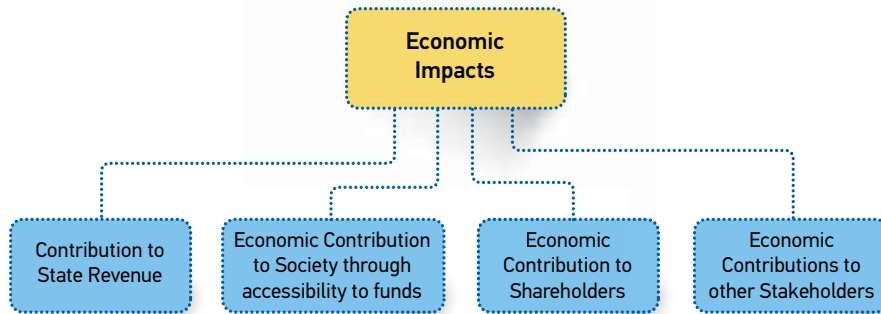 Economic
Impacts
Contribution to
State Revenue
Economic Contribution
to Society through
accessibility to funds
Economic
Contribution to
Shareholders
Economic
Contributions to
other Stakeholders